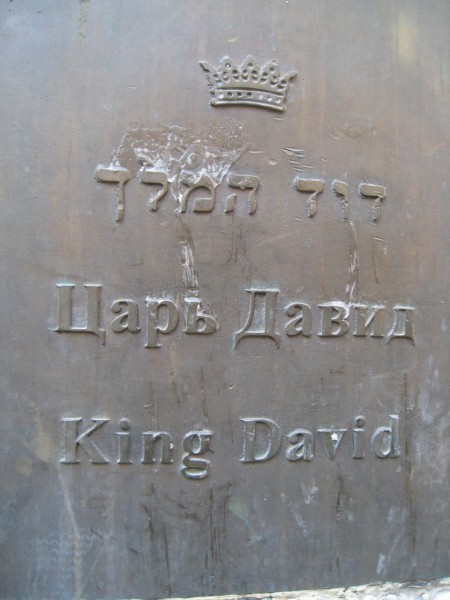 דוד המלך
Царь Давид
King David